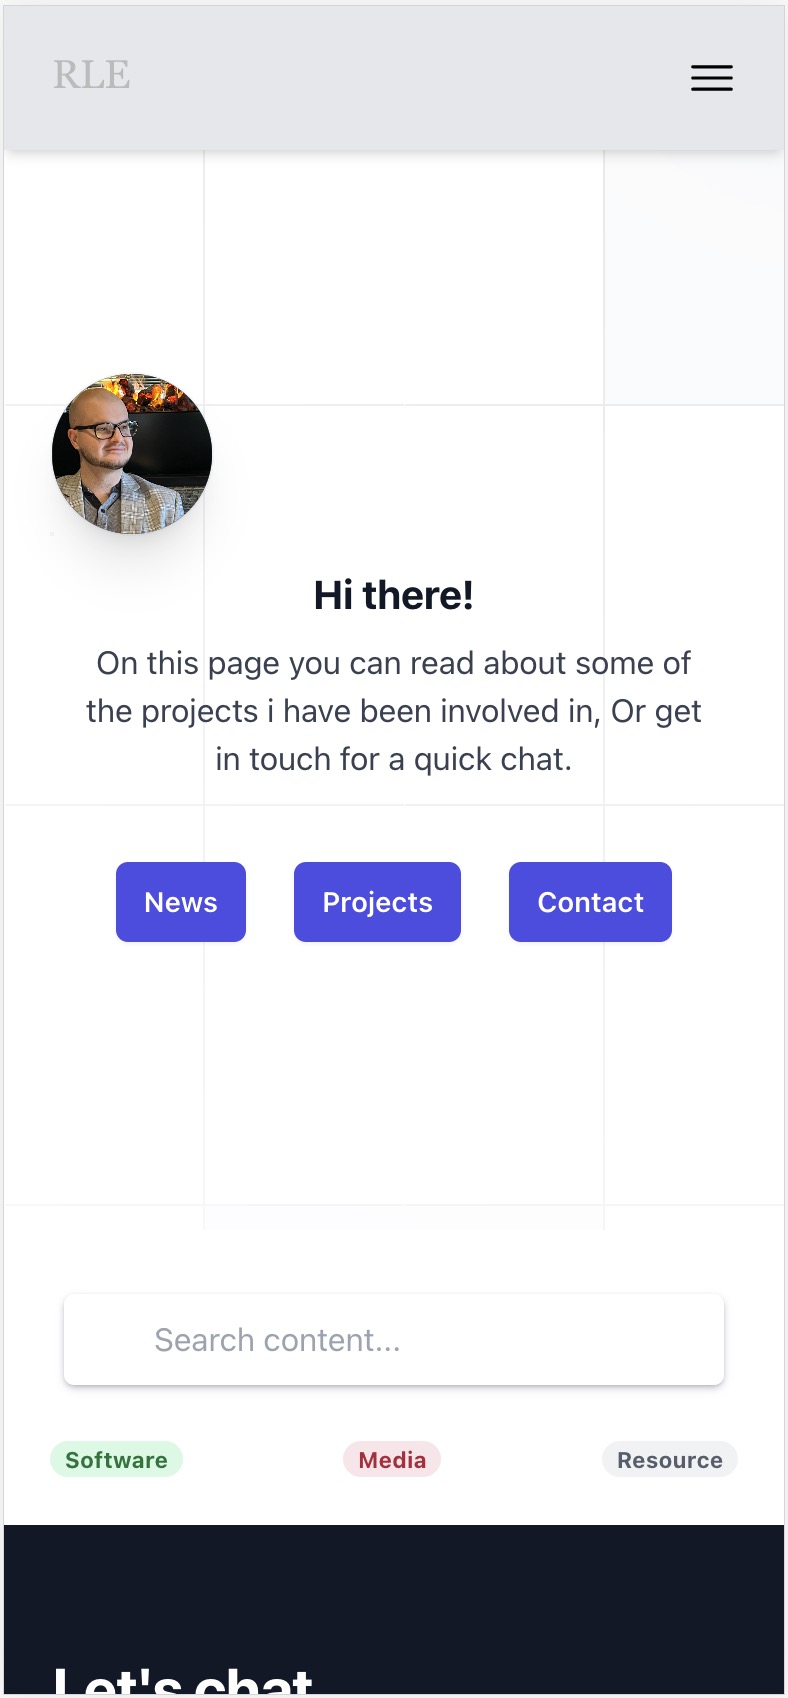 RLE
Hi there!
On this page you can read about some of
the projects i have been involved in, Or get
in touch for a quick chat.
News
Projects
Contact
Search content...
Software
Media
Resource
Let's chat